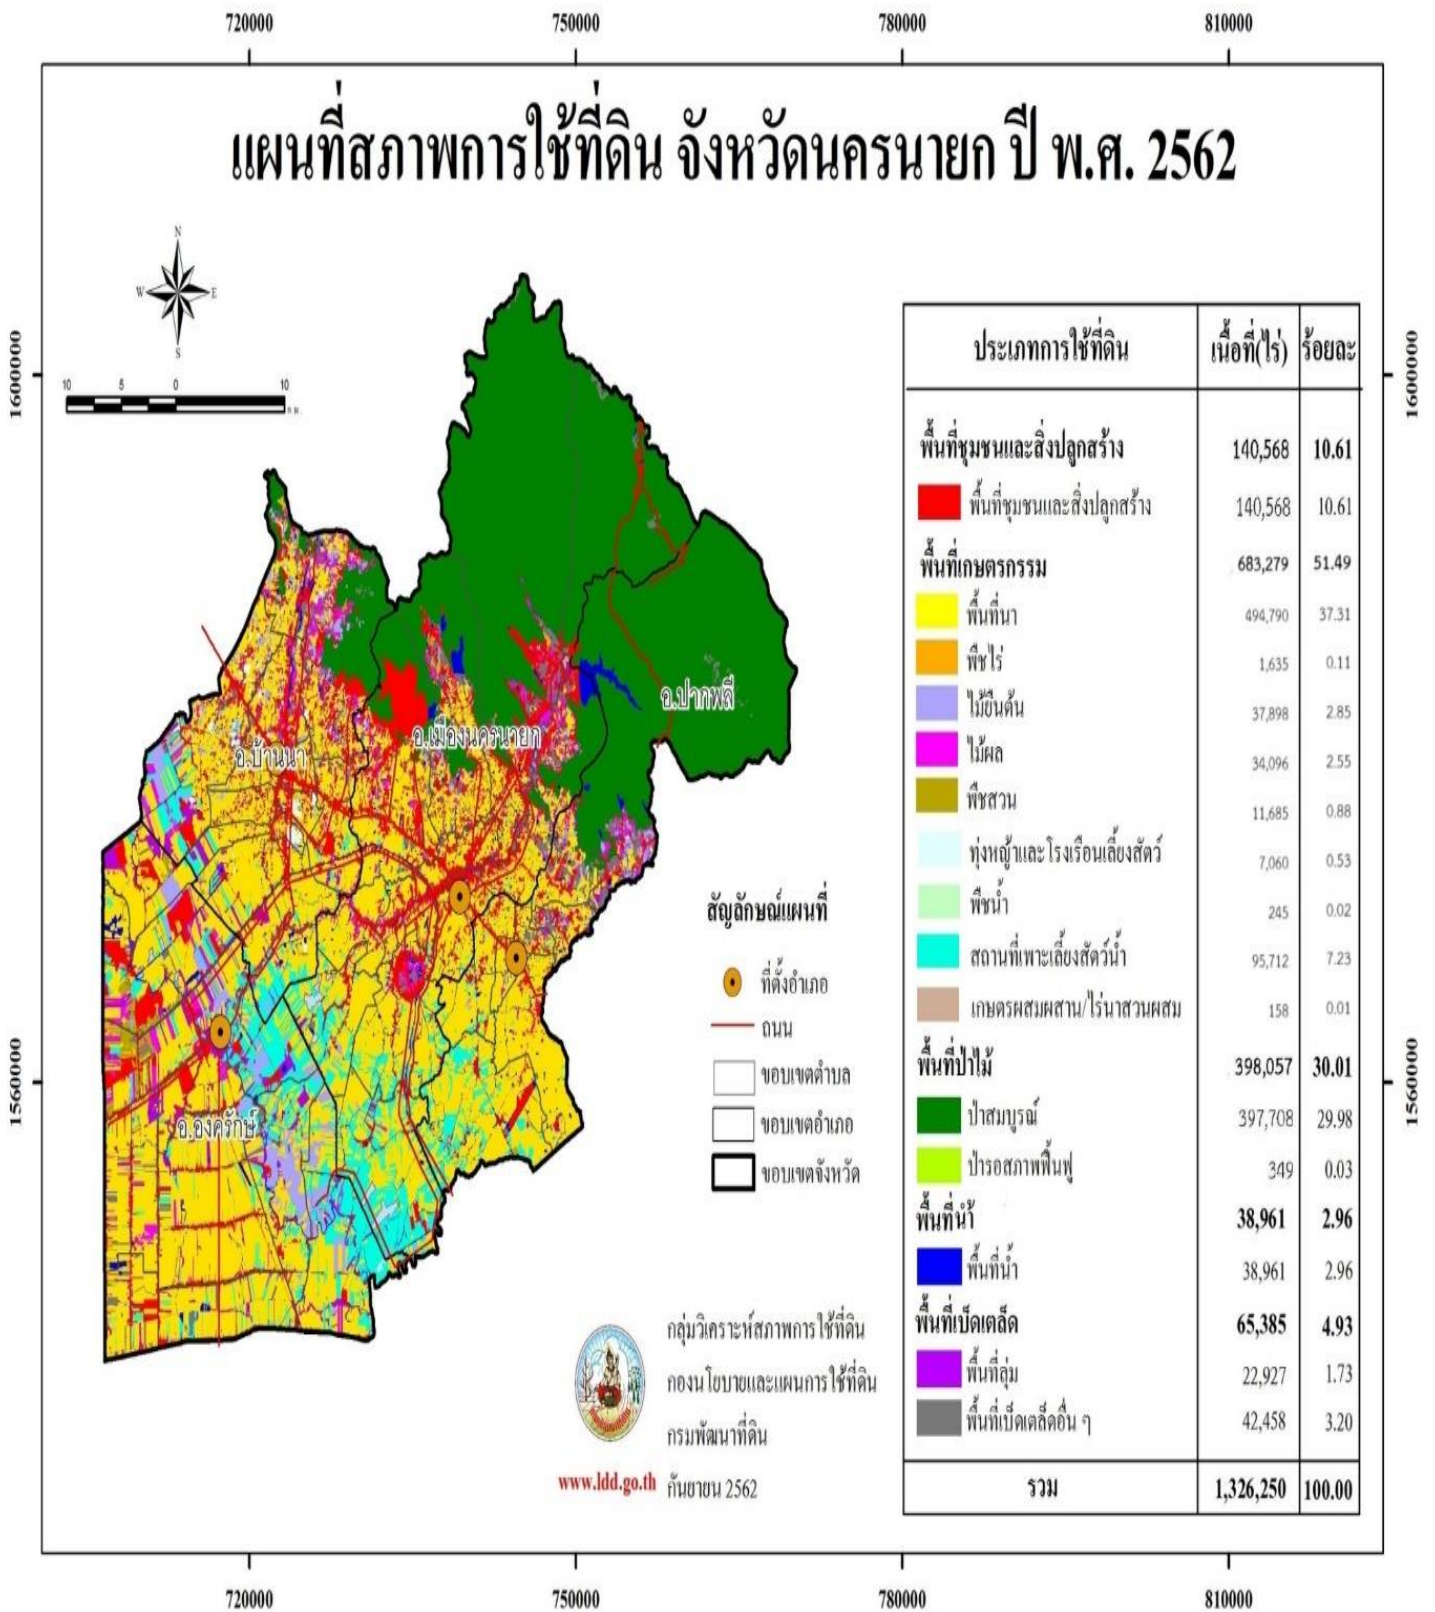 720000 750000 780000 810000
แผนที่สภาพการใช้ที่ดิน จังหวัดนครนายก ปี พ.ศ. 2562
N
W E
S
10 5 0 10
กม.
1600000 1600000
1560000 1560000
อ.ปากพลี
อ.เมืองนครนายก
อ.บ้านนา
อ.องครักษ์
สัญลักษณ์แผนที่
ที่ตั้งอำเภอ
ถนน
ขอบเขตตำบล
ขอบเขตอำเภอ
ขอบเขตจังหวัด
กลุ่มวิเคราะห์สภาพการใช้ที่ดิน
กองนโยบายและแผนการใช้ที่ดิน
กรมพัฒนาที่ดิน
www.ldd.go.th กันยายน 2562
ประเภทการใช้ที่ดิน เนื้อที่(ไร่) ร้อยละ
พื้นที่ชุมชนและสิ่งปลูกสร้าง 140,568 10.61
พื้นที่ชุมชนและสิ่งปลูกสร้าง 140,568 10.61
พื้นที่เกษตรกรรม 683,279 51.49
พื้นที่นา 494,790 37.31
พืชไร่ 1,635 0.11
ไม้ยืนต้น 37,898 2.85
ไม้ผล 34,096 2.55
พืชสวน 11,685 0.88
ทุ่งหญ้าและโรงเรือนเลี้ยงสัตว์ 7,060 0.53
พืชน้ำ 245 0.02
สถานที่เพาะเลี้ยงสัตว์น้ำ 95,712 7.23
เกษตรผสมผสาน/ไร่นาสวนผสม 158 0.01
พื้นที่ป่าไม้ 398,057 30.01
ป่าสมบูรณ์ 397,708 29.98
ป่ารอสภาพฟื้นฟู 349 0.03
พื้นที่น้ำ 38,961 2.96
พื้นที่น้ำ 38,961 2.96
พื้นที่เบ็ดเตล็ด 65,385 4.93
พื้นที่ลุ่ม 22,927 1.73
พื้นที่เบ็ดเตล็ดอื่น ๆ 42,458 3.20
รวม 1,326,250 100.00
720000 750000 780000 810000